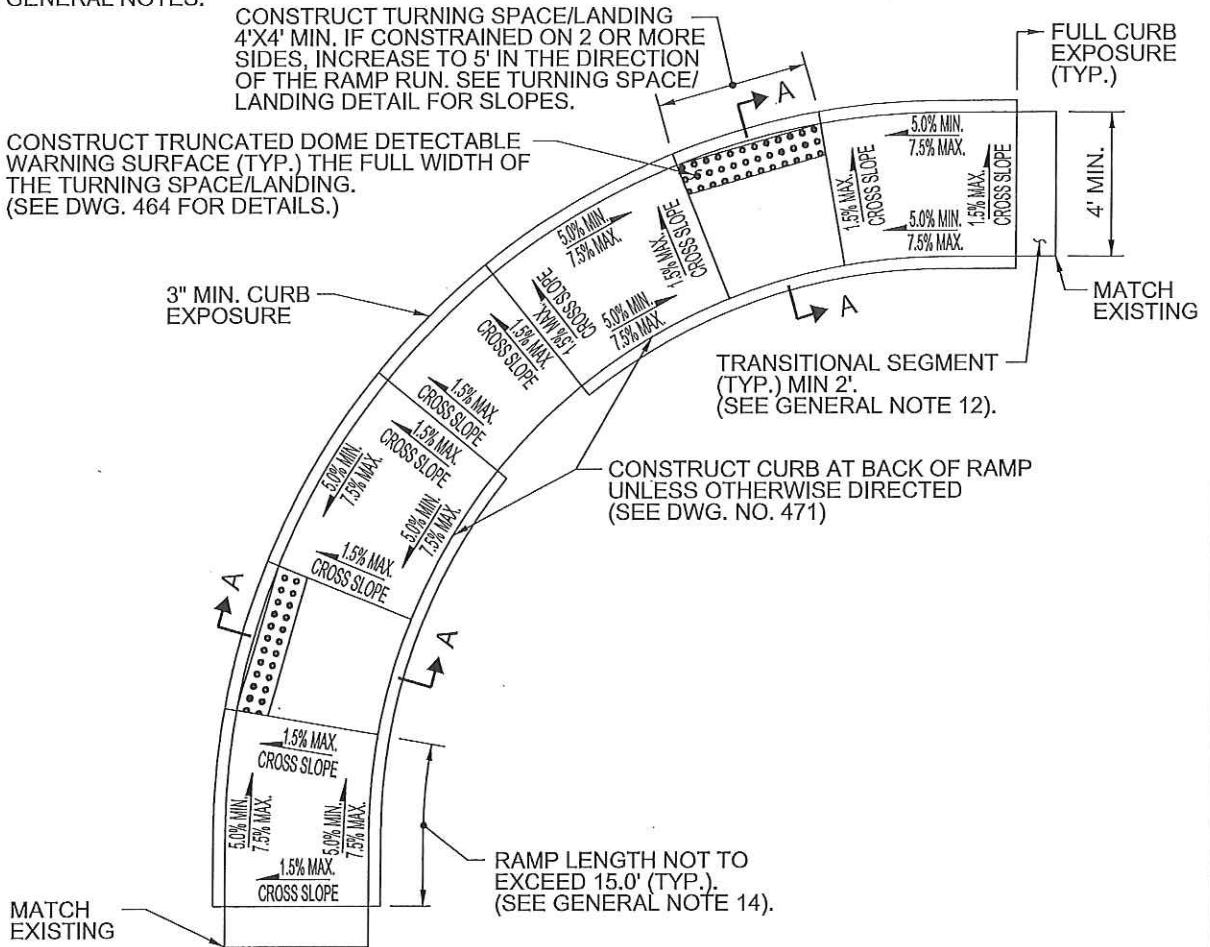 GENERAL NOTES.
CONSTRUCT TURNING SPACE/LANDING
4'X4' MIN. IF CONSTRAINED ON 2 OR MORE
SIDES, INCREASE TO 5' IN THE DIRECTION
OF THE RAMP RUN. SEE TURNING SPACE/
LANDING DETAIL FOR SLOPES.
FULL CURB
EXPOSURE
(TYP.)
A
CONSTRUCT TRUNCATED DOME DETECTABLE
WARNING SURFACE (TYP.) THE FULL WIDTH OF
THE TURNING SPACE/LANDING.
(SEE DWG. 464 FOR DETAILS.)
5.0% MIN.
7.5% MAX.
1.5% MAX.
CROSS SLOPE
1.5% MAX.
CROSS SLOPE
5.0% MIN.
7.5% MAX.
4' MIN.
5.0% MIN.
7.5% MAX.
1.5% MAX.
CROSS SLOPE
3" MIN. CURB
EXPOSURE
1.5% MAX.
CROSS SLOPE
5.0% MIN.
7.5% MAX.
A
MATCH
EXISTING
1.5% MAX.
CROSS SLOPE
TRANSITIONAL SEGMENT
(TYP.) MIN 2'.
(SEE GENERAL NOTE 12).
1.5% MAX.
CROSS SLOPE
1.5% MAX.
CROSS SLOPE
5.0% MIN.
7.5% MAX.
CONSTRUCT CURB AT BACK OF RAMP
UNLESS OTHERWISE DIRECTED
(SEE DWG. NO. 471)
5.0% MIN.
7.5% MAX.
1.5% MAX.
CROSS SLOPE
A
A
1.5% MAX.
CROSS SLOPE
5.0% MIN.
7.5% MAX.
5.0% MIN.
7.5% MAX.
1.5% MAX.
CROSS SLOPE
RAMP LENGTH NOT TO
EXCEED 15.0' (TYP.).
(SEE GENERAL NOTE 14).
MATCH
EXISTING